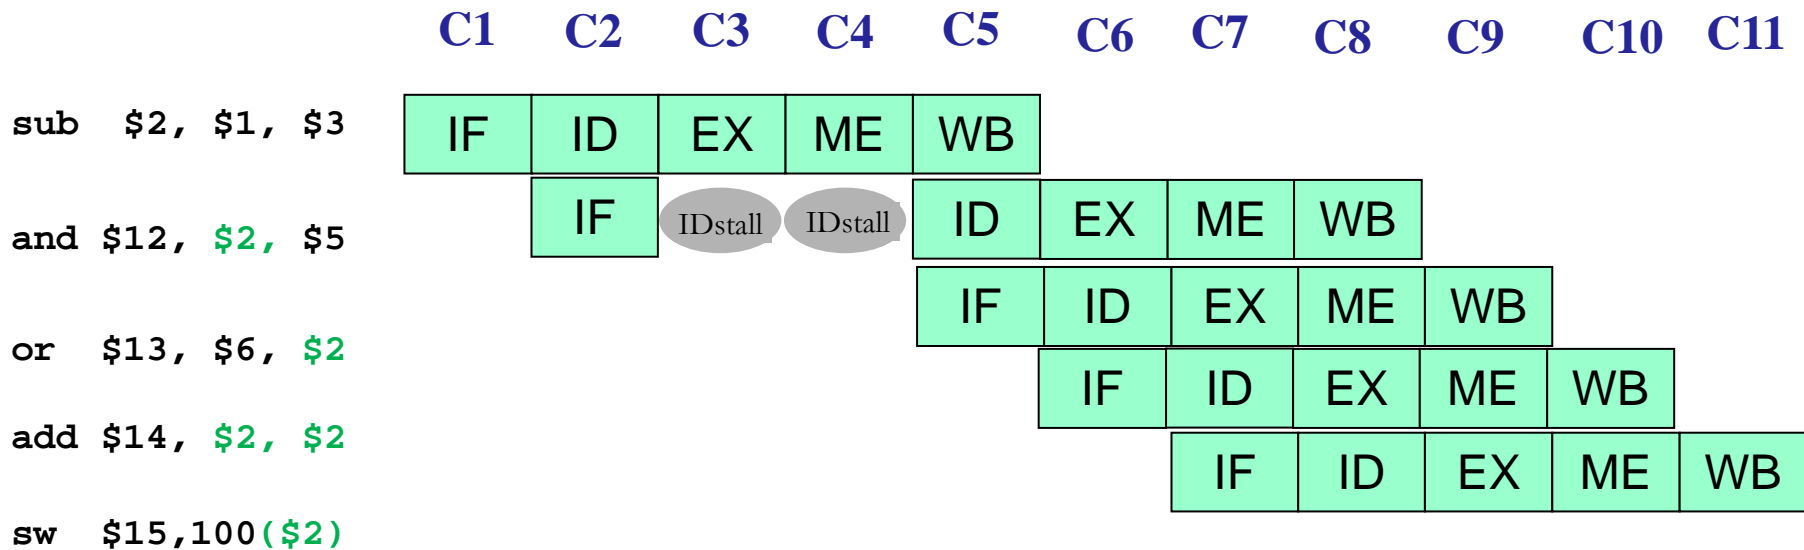 C1 C2 C3 C4 C5 C6 C7 C8 C9 C10 C11
sub $2, $1, $3 IF ID EX ME WB
and $12, $2, $5 IF IDstall IDstall ID EX ME WB
IF ID EX ME WB
or $13, $6, $2
IF ID EX ME WB
add $14, $2, $2
IF ID EX ME WB
sw $15,100($2)